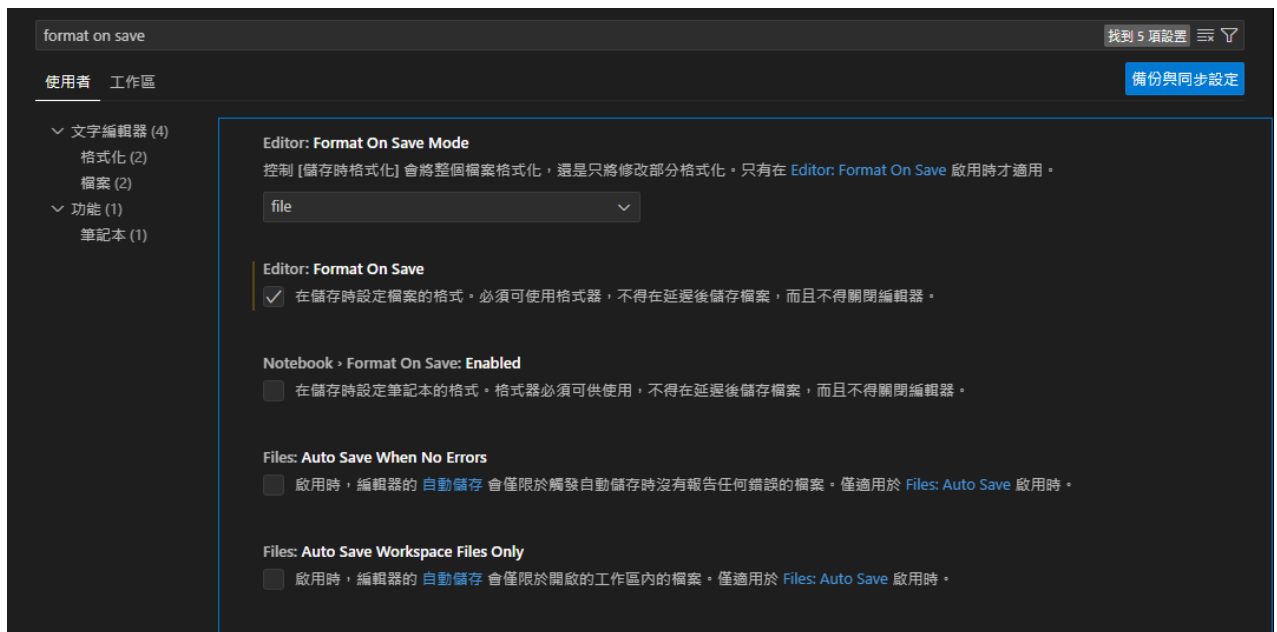 format on save
找到 5 項設置
使用者 工作區
備份與同步設定
文字編輯器 (4)
格式化 (2)
檔案 (2)
功能 (1)
筆記本 (1)
Editor: Format On Save Mode
控制 [儲存時格式化] 會將整個檔案格式化，還是只將修改部分格式化。只有在 Editor: Format On Save 啟用時才適用。
file
Editor: Format On Save
在儲存時設定檔案的格式。必須可使用格式器，不得在延遲後儲存檔案，而且不得關閉編輯器。
Notebook › Format On Save: Enabled
在儲存時設定筆記本的格式。格式器必須可供使用，不得在延遲後儲存檔案，而且不得關閉編輯器。
Files: Auto Save When No Errors
啟用時，編輯器的 自動儲存 會僅限於觸發自動儲存時沒有報告任何錯誤的檔案。僅適用於 Files: Auto Save 啟用時。
Files: Auto Save Workspace Files Only
啟用時，編輯器的 自動儲存 會僅限於開啟的工作區內的檔案。僅適用於 Files: Auto Save 啟用時。